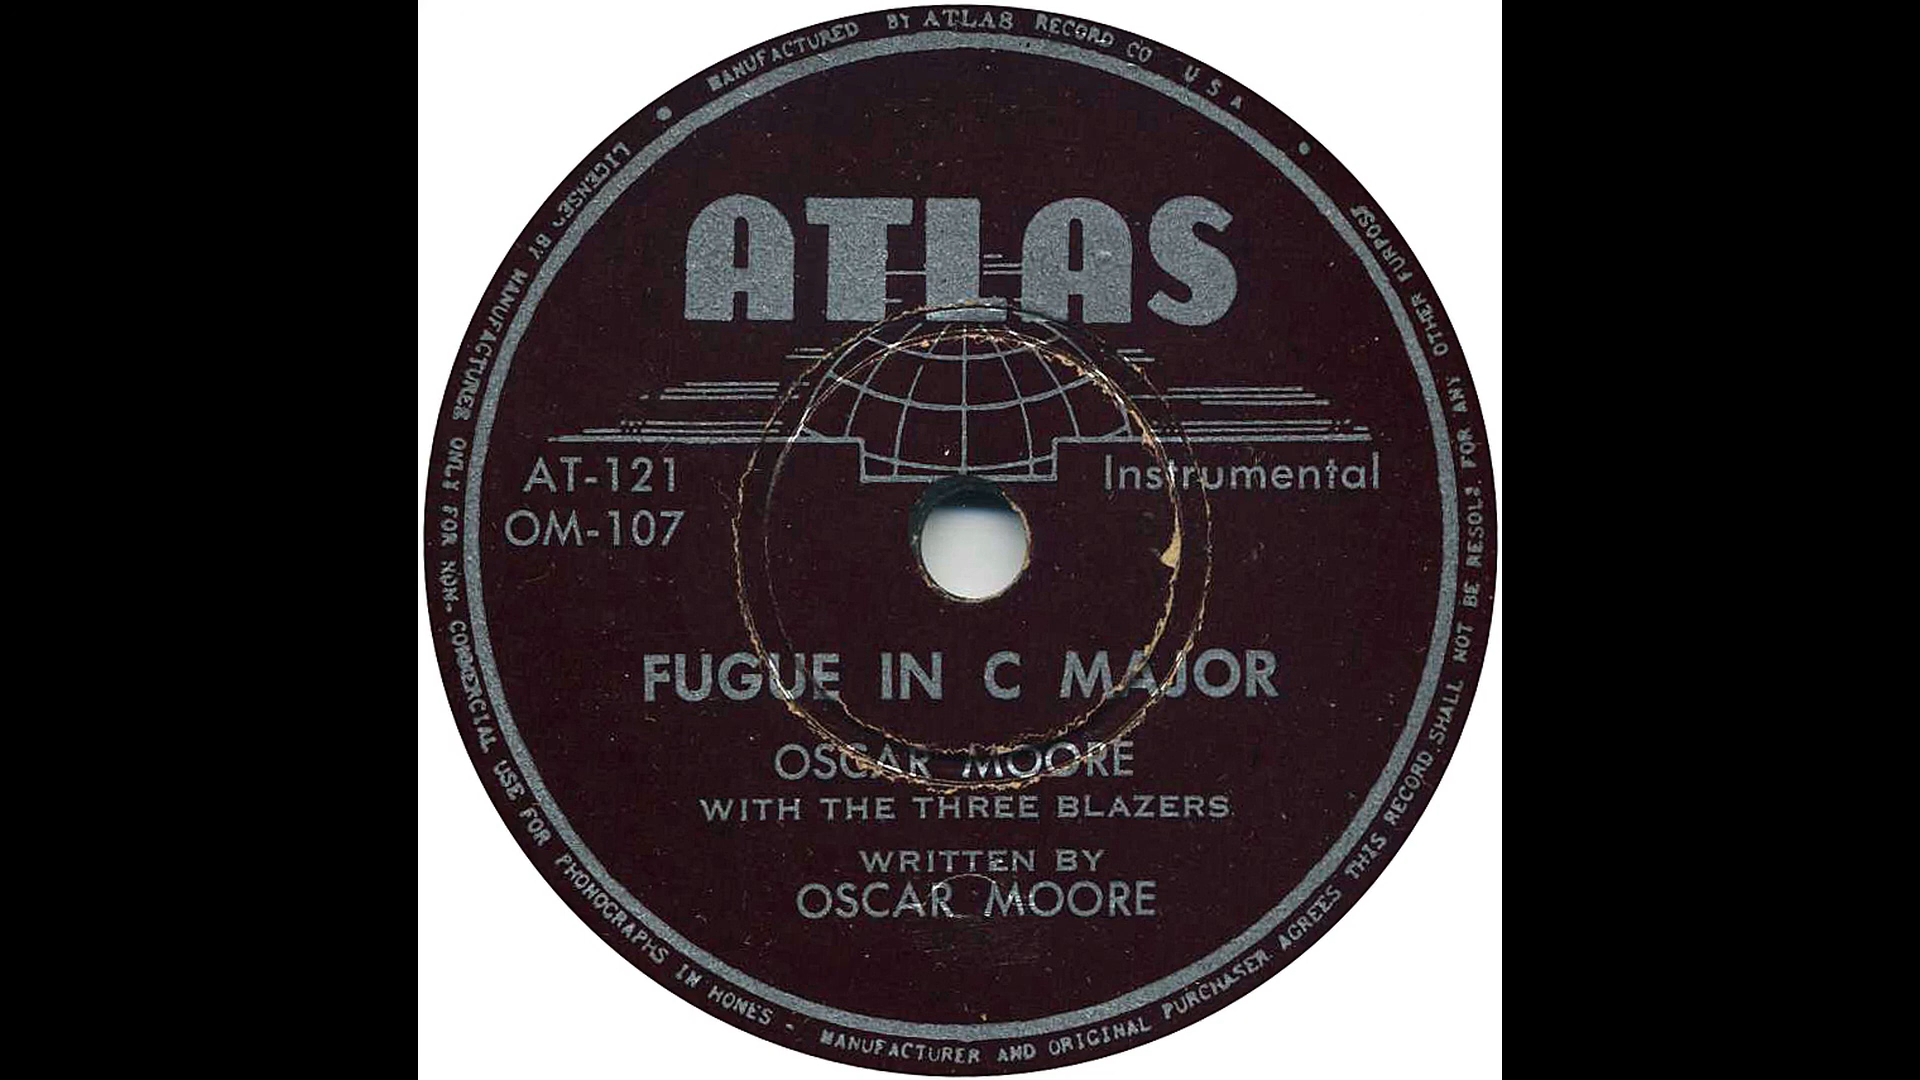 MANUFACTURED BY ATLAS RECORD CO U S A
ATLAS
AT-121
OM-107
Instrumental
FUGUE IN C MAJOR
OSCAR MOORE
WITH THE THREE BLAZERS
WRITTEN BY
OSCAR MOORE
LICENSED BY MANUFACTURER ONLY FOR NON-COMMERCIAL USE FOR PHONOGRAPHS IN HOMES - MANUFACTURER AND ORIGINAL PURCHASER AGREES THIS RECORD SHALL NOT BE RESOLD FOR ANY OTHER PURPOSE